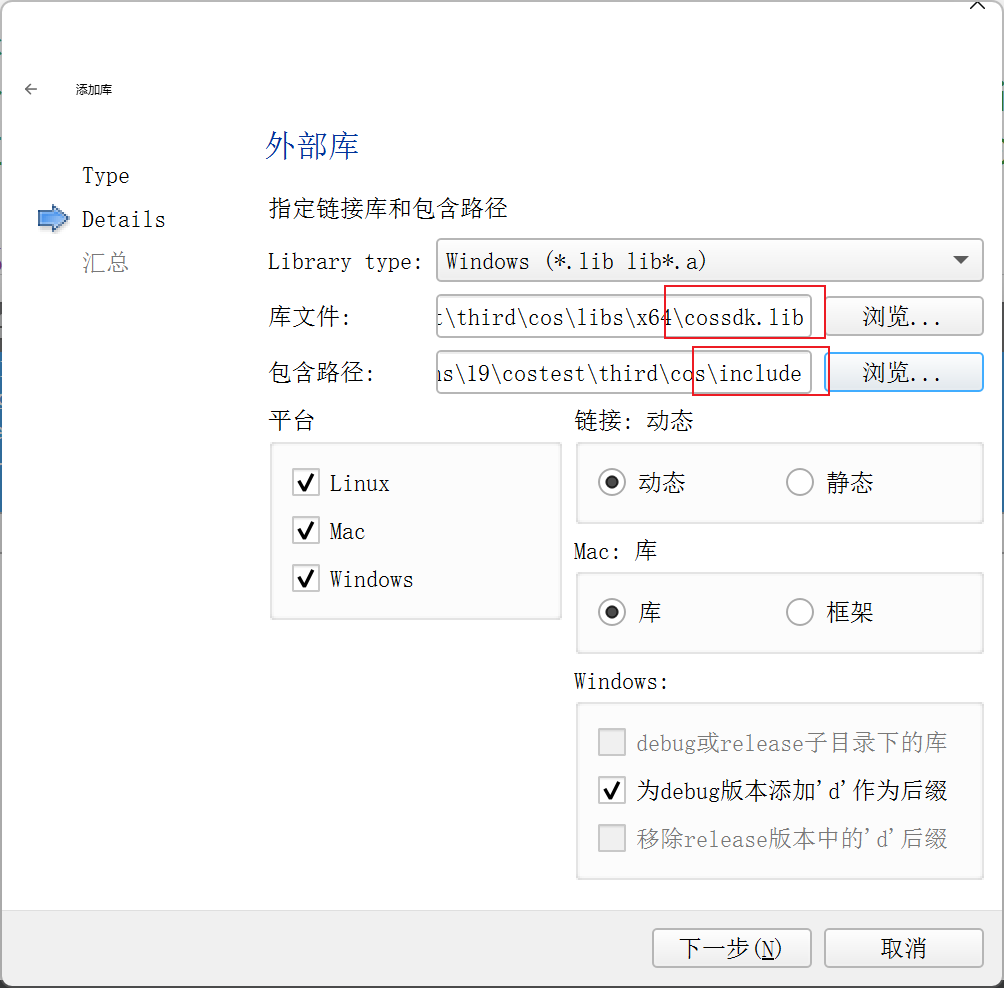 添加库
Type
Details
汇总
外部库
指定链接库和包含路径
Library type: Windows (*.lib lib*.a)
库文件: t\third\cos\libs\x64\cossdk.lib 浏览...
包含路径: ns\19\costest\third\cos\include 浏览...
平台
Linux
Mac
Windows
链接: 动态
动态 静态
Mac: 库
库 框架
Windows:
debug或release子目录下的库
为debug版本添加'd'作为后缀
移除release版本中的'd'后缀
下一步(N) 取消